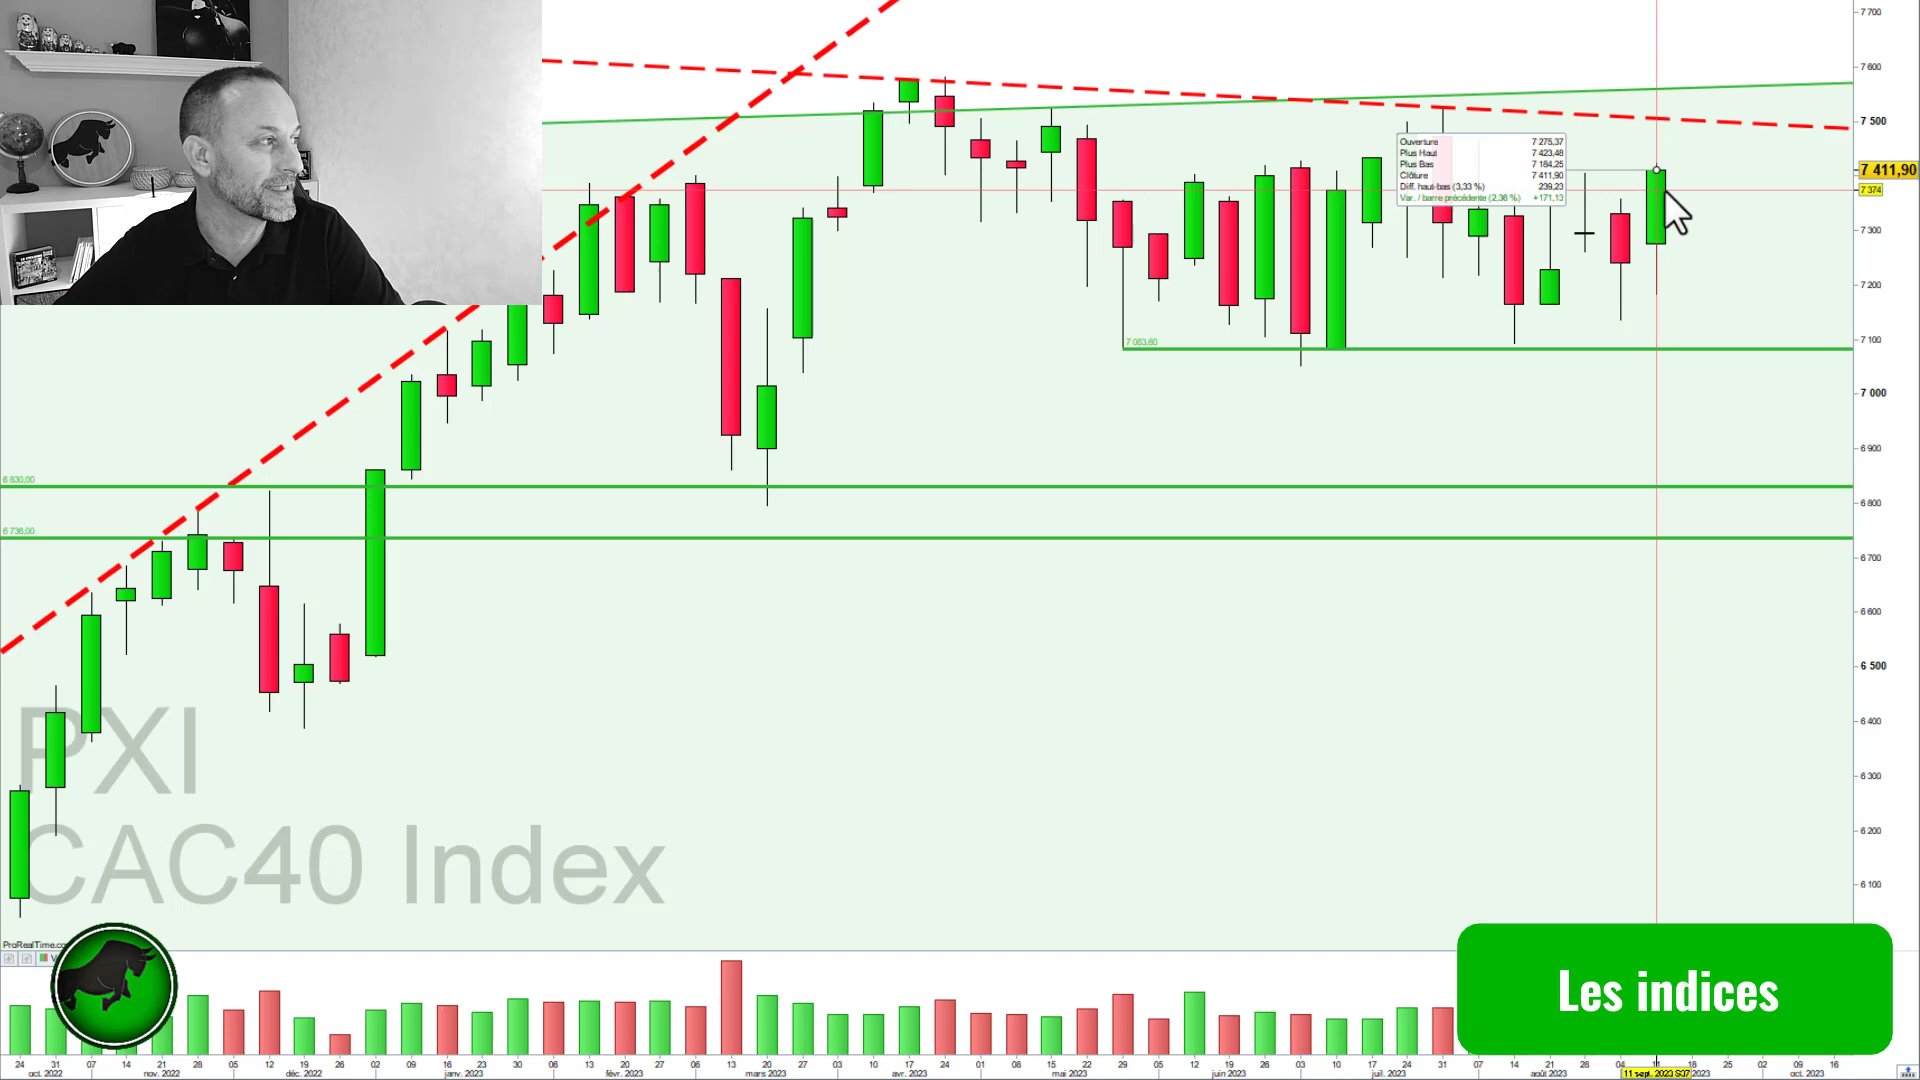 7 700
7 600
7 500
7 411,90
7 374
7 300
7 200
7 100
7 000
6 900
6 800
6 700
6 600
6 500
6 400
6 300
6 200
6 100
Ouverture 7 275,37
Plus Haut 7 423,48
Plus Bas 7 184,25
Clôture 7 411,90
Diff. haut-bas (3,33 %) 239,23
Var. / barre précédente (2,36 %) +171,13
7 083,60
6 830,00
6 736,00
PXI
CAC40 Index
ProRealTime.co
Les indices
24 31 07 14 21 28 05 12 19 26 02 09 16 23 30 06 13 20 27 06 13 20 27 03 10 17 24 01 08 15 22 29 05 12 19 26 03 10 17 24 31 07 14 21 28 04 11 18 25 02 09 16
oct. 2022 nov. 2022 déc. 2022 janv. 2023 févr. 2023 mars 2023 avr. 2023 mai 2023 juin 2023 juil. 2023 août 2023 11 sept. 2023 S37 2023 oct. 2023